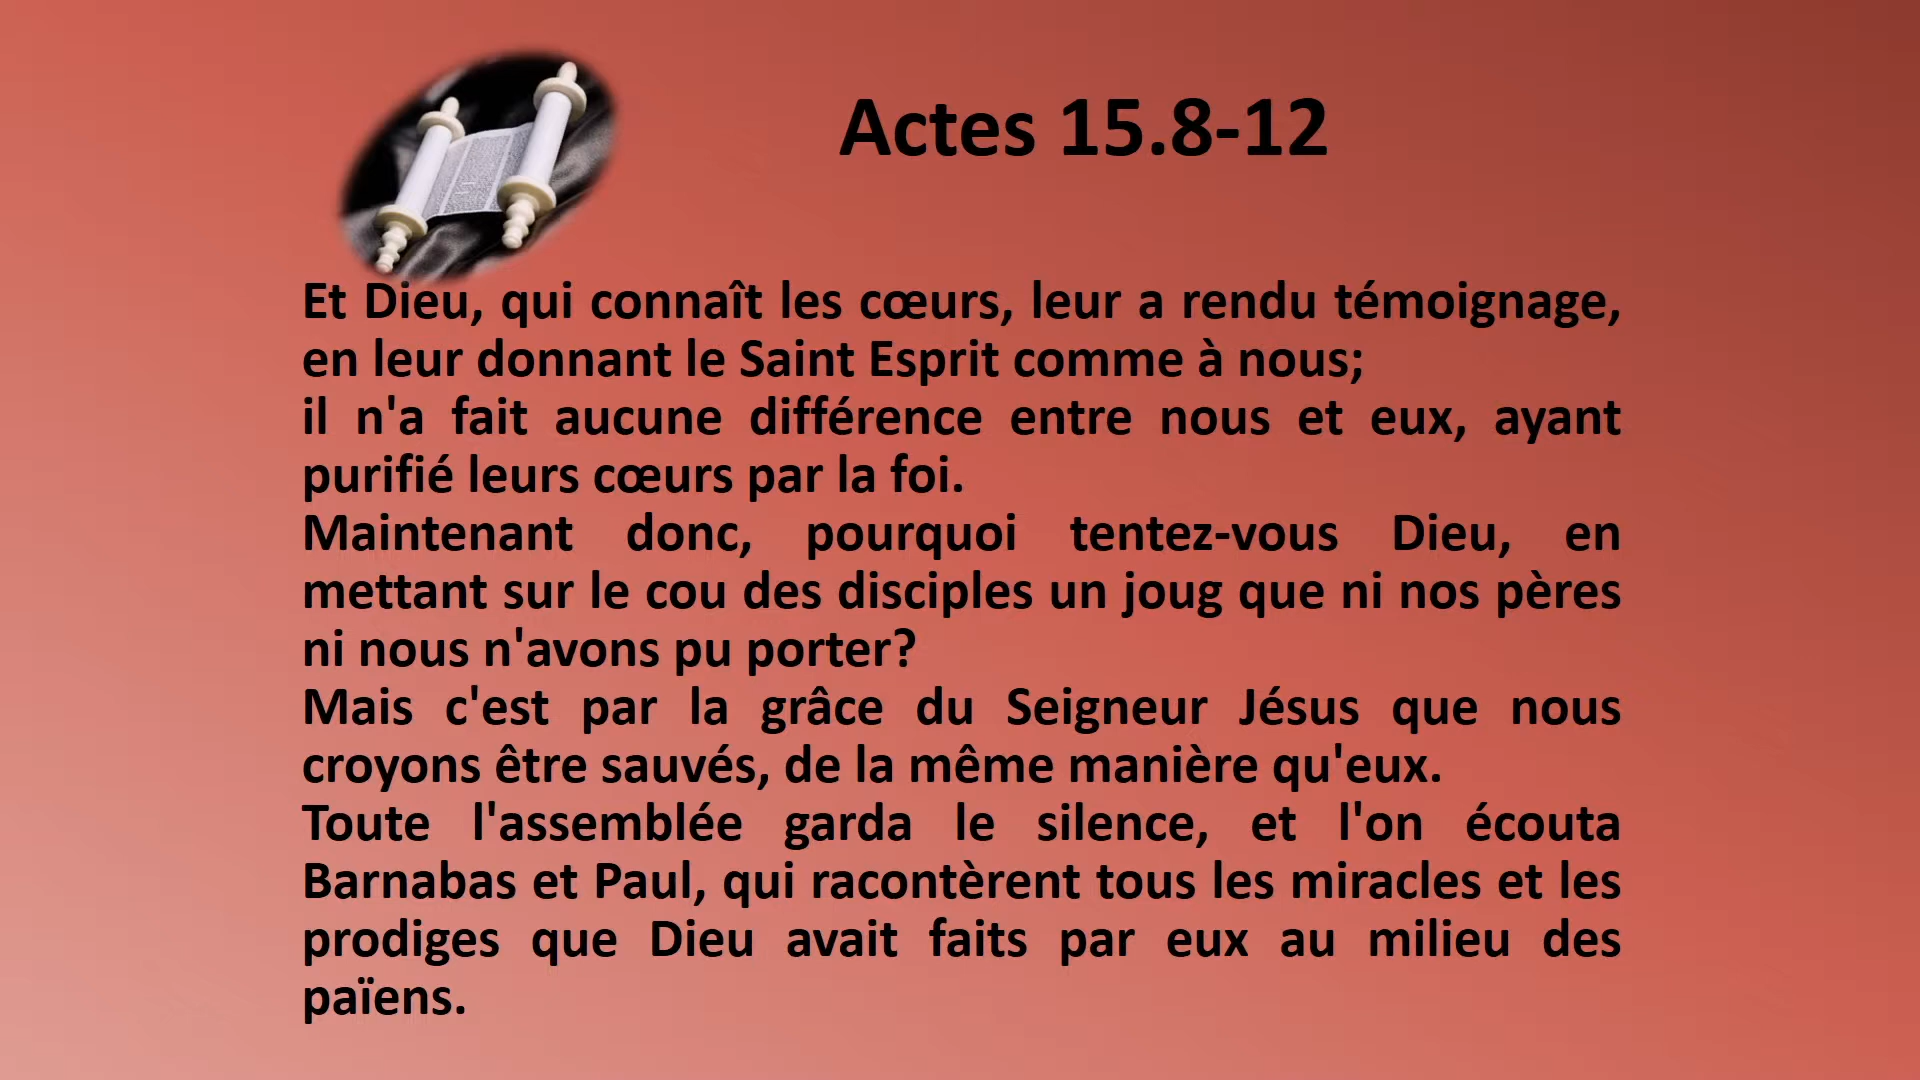 Actes 15.8-12
Et Dieu, qui connaît les cœurs, leur a rendu témoignage,
en leur donnant le Saint Esprit comme à nous;
il n'a fait aucune différence entre nous et eux, ayant
purifié leurs cœurs par la foi.
Maintenant donc, pourquoi tentez-vous Dieu, en
mettant sur le cou des disciples un joug que ni nos pères
ni nous n'avons pu porter?
Mais c'est par la grâce du Seigneur Jésus que nous
croyons être sauvés, de la même manière qu'eux.
Toute l'assemblée garda le silence, et l'on écouta
Barnabas et Paul, qui racontèrent tous les miracles et les
prodiges que Dieu avait faits par eux au milieu des
païens.